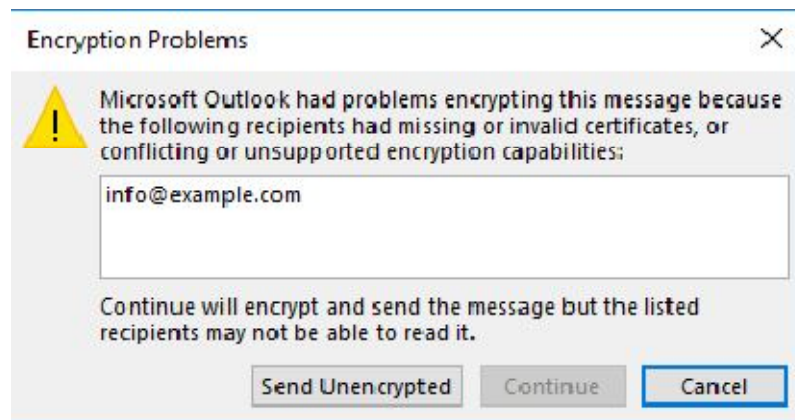 Encryption Problems
Microsoft Outlook had problems encrypting this message because
the following recipients had missing or invalid certificates, or
conflicting or unsupported encryption capabilities:
info@example.com
Continue will encrypt and send the message but the listed
recipients may not be able to read it.
Send Unencrypted Continue Cancel